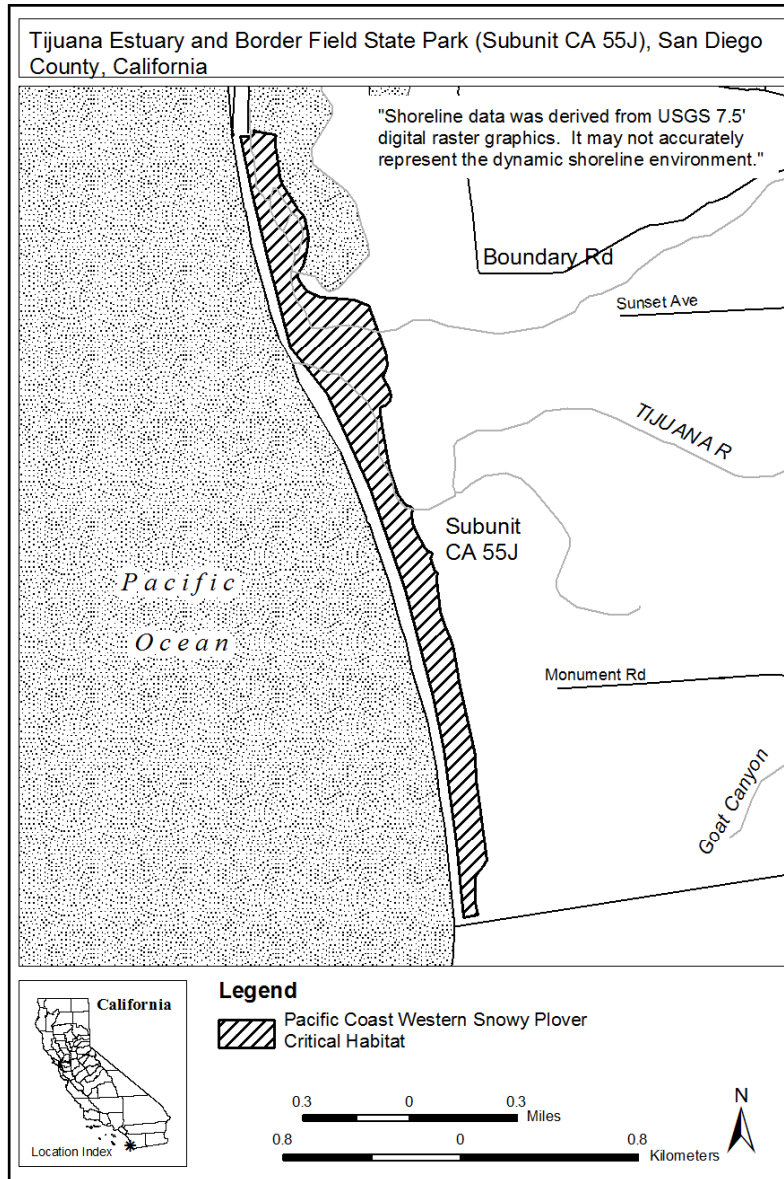 Tijuana Estuary and Border Field State Park (Subunit CA 55J), San Diego
County, California
"Shoreline data was derived from USGS 7.5'
digital raster graphics. It may not accurately
represent the dynamic shoreline environment."
Boundary Rd
Sunset Ave
TIJUANA R
Subunit
CA 55J
Pacific
Ocean
Monument Rd
Goat Canyon
California
Location Index
Legend
Pacific Coast Western Snowy Plover
Critical Habitat
0.3 0 0.3
Miles
0.8 0 0.8
Kilometers
N